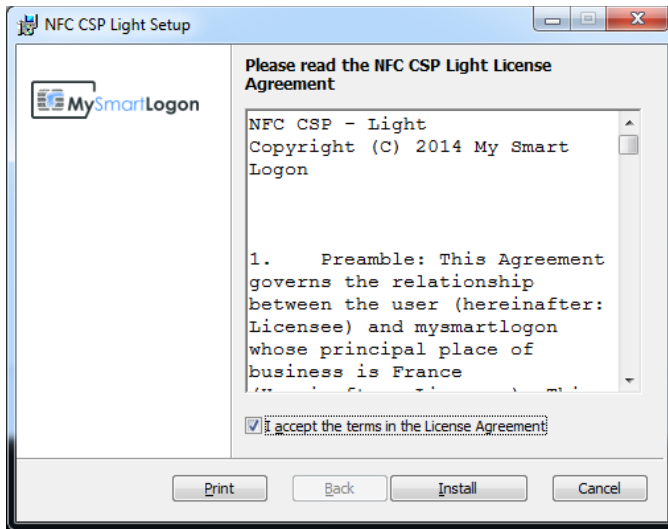 NFC CSP Light Setup
MySmartLogon
Please read the NFC CSP Light License
Agreement
NFC CSP - Light
Copyright (C) 2014 My Smart
Logon
1. Preamble: This Agreement
governs the relationship
between the user (hereinafter:
Licensee) and mysmartlogon
whose principal place of
business is France
I accept the terms in the License Agreement
Print
Back
Install
Cancel